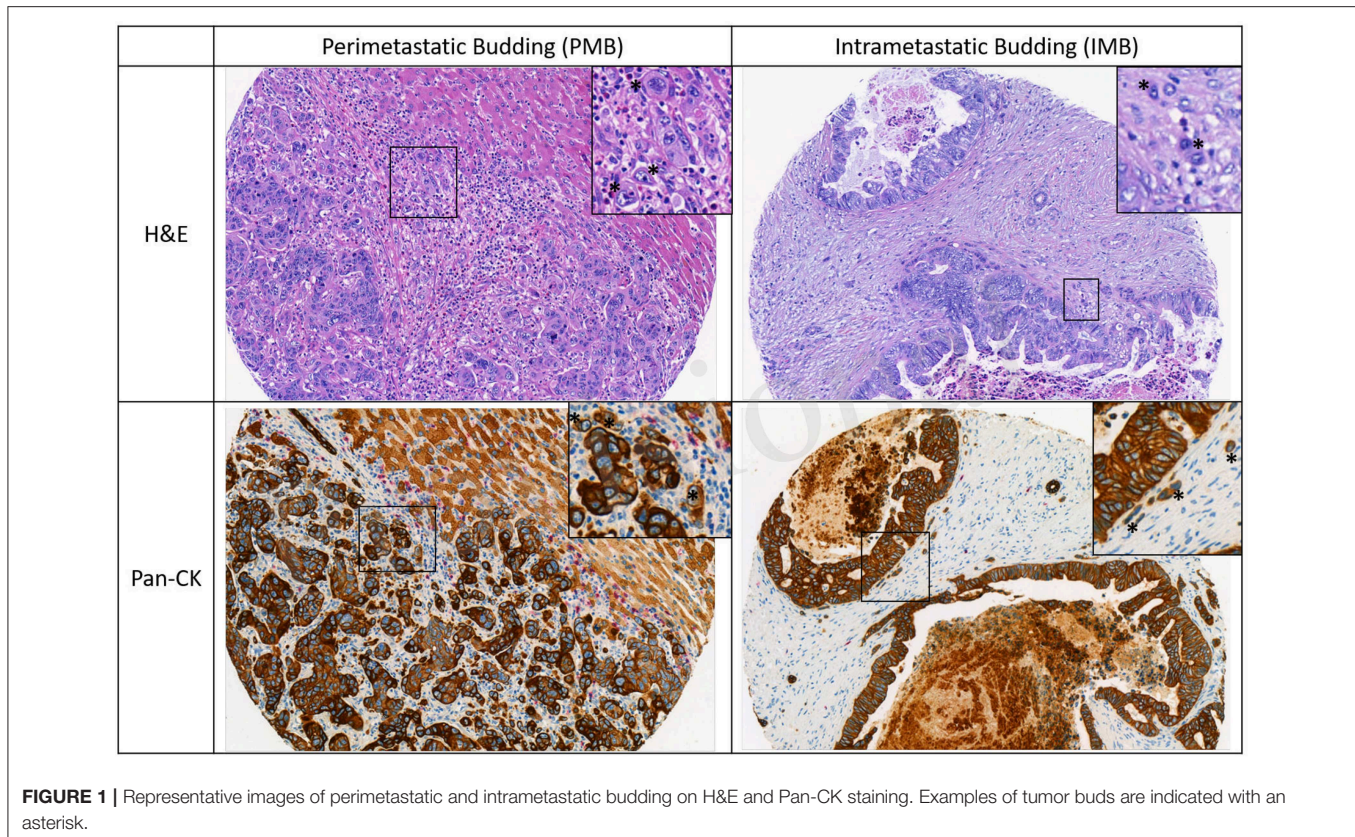 Perimetastatic Budding (PMB)
Intrametastatic Budding (IMB)
H&E
* * *
* *
Pan-CK
* * *
* * *
FIGURE 1 | Representative images of perimetastatic and intrametastatic budding on H&E and Pan-CK staining. Examples of tumor buds are indicated with an
asterisk.